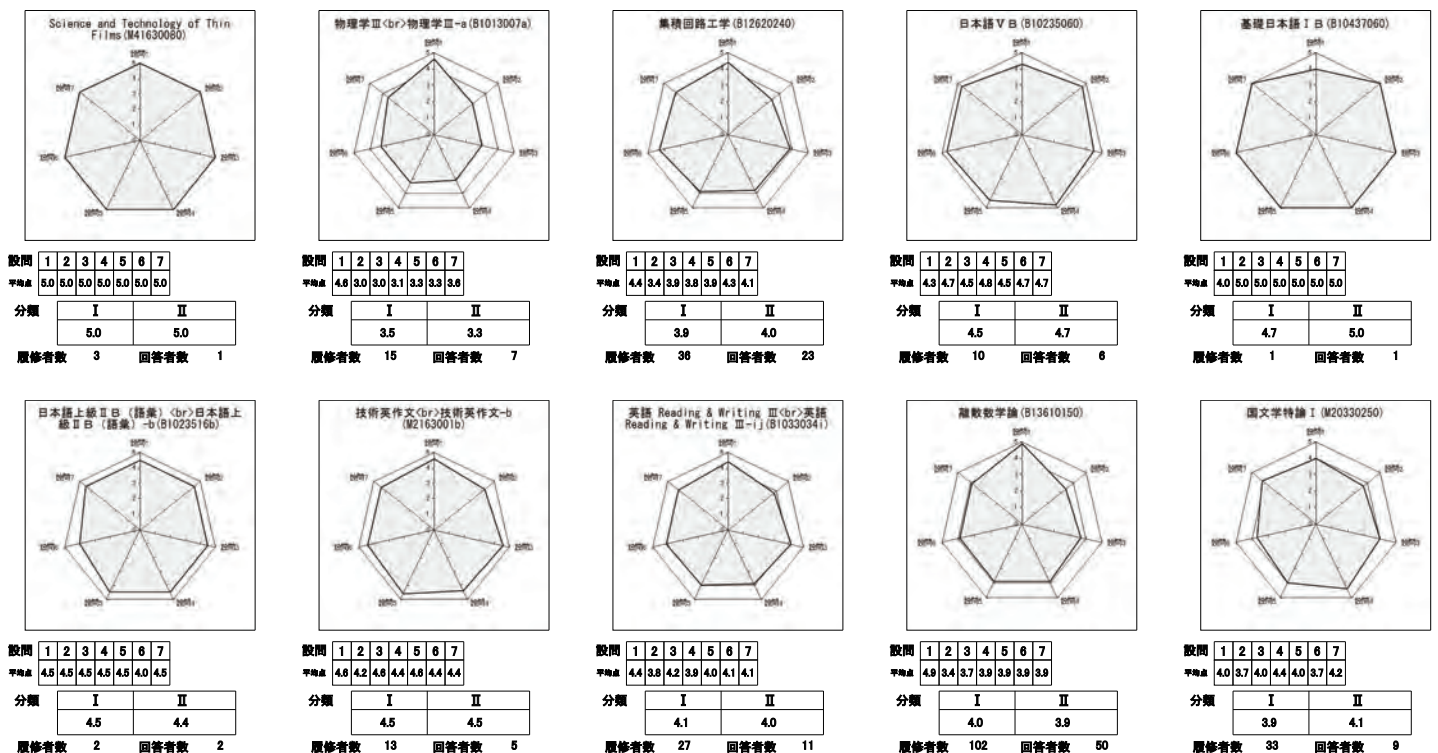 Science and Technology of Thin
Films(M41630080)
設問 1 2 3 4 5 6 7
平均点 5.0 5.0 5.0 5.0 5.0 5.0 5.0
分類 Ⅰ Ⅱ
5.0 5.0
履修者数 3 回答者数 1
物理学Ⅲ<br>物理学Ⅲ-a(B1013007a)
設問 1 2 3 4 5 6 7
平均点 4.6 3.0 3.0 3.1 3.3 3.3 3.6
分類 Ⅰ Ⅱ
3.5 3.3
履修者数 15 回答者数 7
集積回路工学(B12620240)
設問 1 2 3 4 5 6 7
平均点 4.4 3.4 3.9 3.8 3.9 4.3 4.1
分類 Ⅰ Ⅱ
3.9 4.0
履修者数 36 回答者数 23
日本語ⅤB(B10235060)
設問 1 2 3 4 5 6 7
平均点 4.3 4.7 4.5 4.8 4.5 4.7 4.7
分類 Ⅰ Ⅱ
4.5 4.7
履修者数 10 回答者数 6
基礎日本語ⅠB(B10437060)
設問 1 2 3 4 5 6 7
平均点 4.0 5.0 5.0 5.0 5.0 5.0 5.0
分類 Ⅰ Ⅱ
4.7 5.0
履修者数 1 回答者数 1
日本語上級ⅡB（語彙）<br>日本語上
級ⅡB（語彙）-b(B1023516b)
設問 1 2 3 4 5 6 7
平均点 4.5 4.5 4.5 4.5 4.5 4.0 4.5
分類 Ⅰ Ⅱ
4.5 4.4
履修者数 2 回答者数 2
技術英作文<br>技術英作文-b
(M2163001b)
設問 1 2 3 4 5 6 7
平均点 4.6 4.2 4.6 4.4 4.6 4.4 4.4
分類 Ⅰ Ⅱ
4.5 4.5
履修者数 13 回答者数 5
英語 Reading & Writing Ⅲ<br>英語
Reading & Writing Ⅲ-ij(B1033034i)
設問 1 2 3 4 5 6 7
平均点 4.4 3.8 4.2 3.9 4.0 4.1 4.1
分類 Ⅰ Ⅱ
4.1 4.0
履修者数 27 回答者数 11
離散数学論(B13610150)
設問 1 2 3 4 5 6 7
平均点 4.9 3.4 3.7 3.9 3.9 3.9 3.9
分類 Ⅰ Ⅱ
4.0 3.9
履修者数 102 回答者数 50
国文学特論Ⅰ(M20330250)
設問 1 2 3 4 5 6 7
平均点 4.0 3.7 4.0 4.4 4.0 3.7 4.2
分類 Ⅰ Ⅱ
3.9 4.1
履修者数 33 回答者数 9